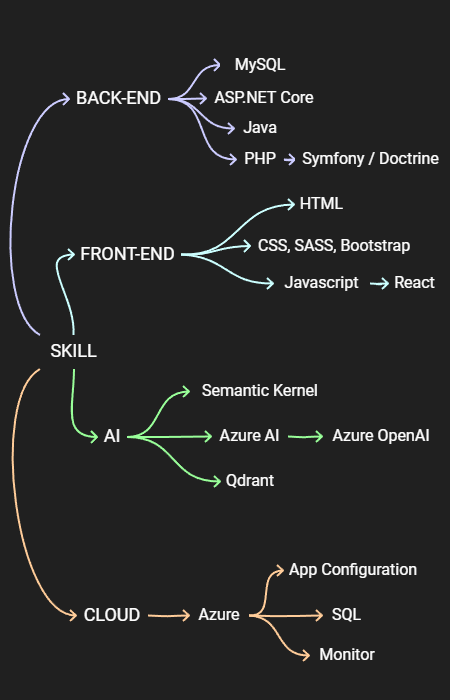 MySQL
BACK-END
ASP.NET Core
Java
PHP
Symfony / Doctrine
HTML
CSS, SASS, Bootstrap
FRONT-END
Javascript
React
SKILL
Semantic Kernel
AI
Azure AI
Azure OpenAI
Qdrant
App Configuration
CLOUD
Azure
SQL
Monitor